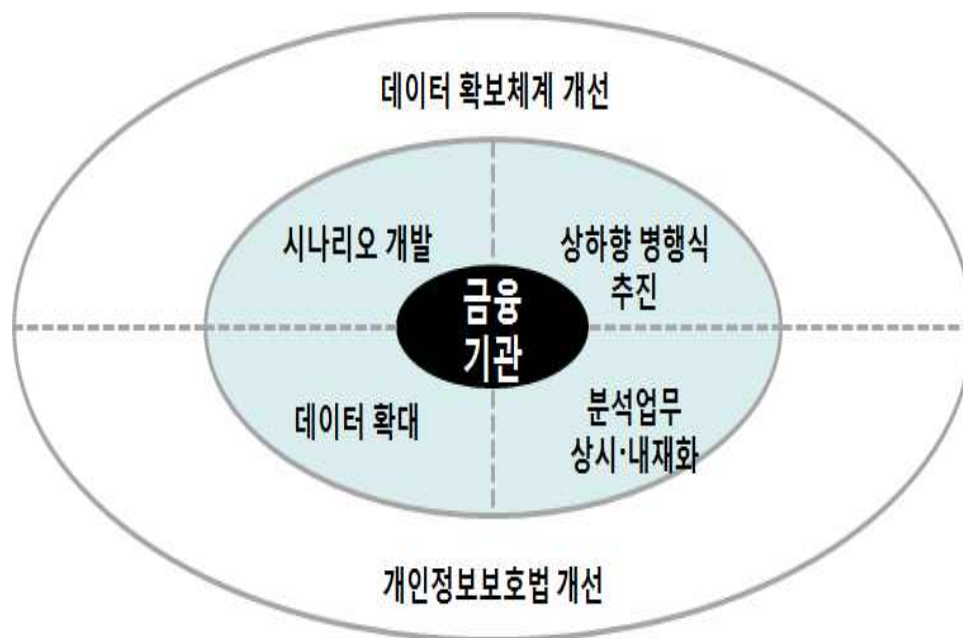 데이터 확보체계 개선
시나리오 개발
상하향 병행식
추진
금융
기관
데이터 확대
분석업무
상시·내재화
개인정보보호법 개선